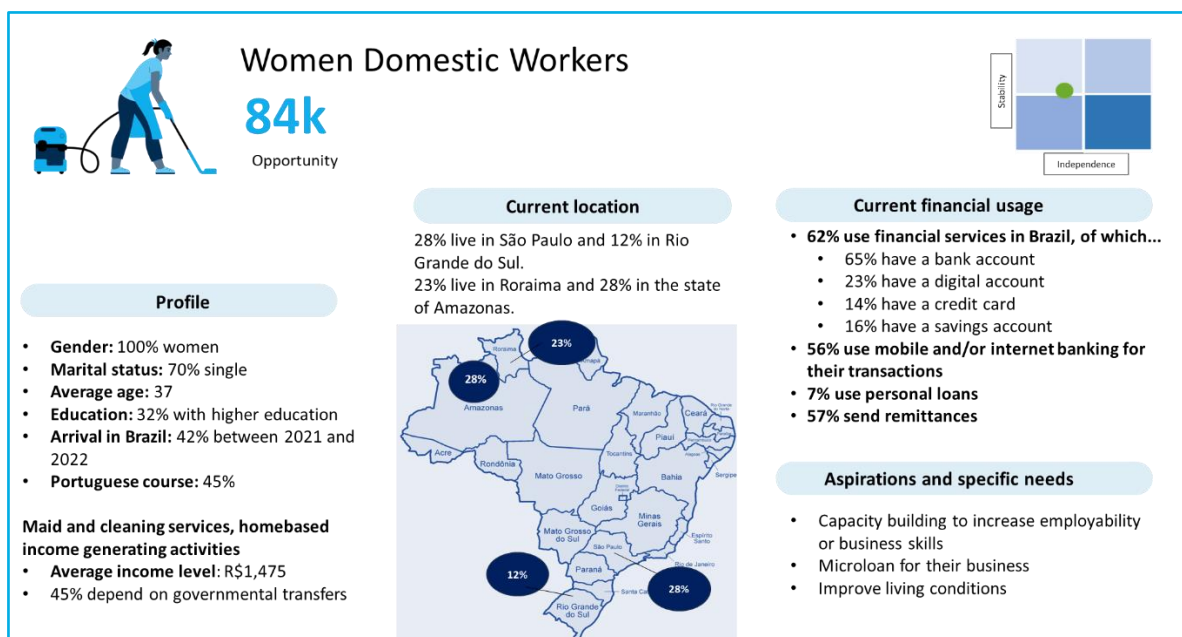 Women Domestic Workers
84k
Opportunity
Stability
Independence
Profile
• Gender: 100% women
• Marital status: 70% single
• Average age: 37
• Education: 32% with higher education
• Arrival in Brazil: 42% between 2021 and
2022
• Portuguese course: 45%
Maid and cleaning services, homebased
income generating activities
• Average income level: R$1,475
• 45% depend on governmental transfers
Current location
28% live in São Paulo and 12% in Rio
Grande do Sul.
23% live in Roraima and 28% in the state
of Amazonas.
Roraima
23%
Amapá
28%
Amazonas
Pará
Maranhão
Ceará
Rio Grande
do Norte
Piauí
Acre
Rondônia
Tocantins
Sergipe
Mato Grosso
Bahia
Goiás
Minas
Gerais
Mato Grosso
do Sul
Espírito
Santo
São Paulo
Rio de Janeiro
Paraná
12%
28%
Santa Ca
Rio Grande
do Sul
Current financial usage
• 62% use financial services in Brazil, of which...
• 65% have a bank account
• 23% have a digital account
• 14% have a credit card
• 16% have a savings account
• 56% use mobile and/or internet banking for
their transactions
• 7% use personal loans
• 57% send remittances
Aspirations and specific needs
• Capacity building to increase employability
or business skills
• Microloan for their business
• Improve living conditions